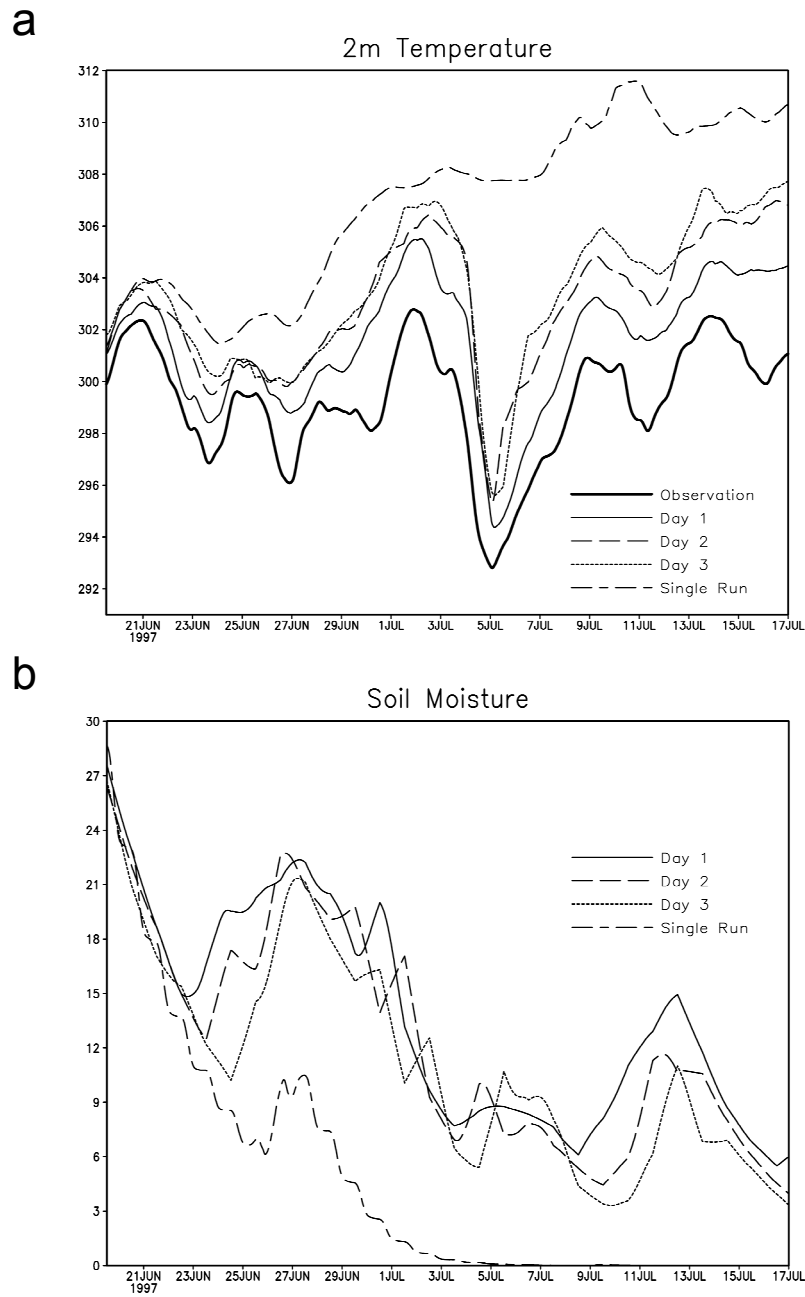 a
2m Temperature
312
310
308
306
304
302
300
298
296
294
292
Observation
Day 1
Day 2
Day 3
Single Run
21JUN 23JUN 25JUN 27JUN 29JUN 1JUL 3JUL 5JUL 7JUL 9JUL 11JUL 13JUL 15JUL 17JUL
1997
b
Soil Moisture
30
27
24
21
18
15
12
9
6
3
0
Day 1
Day 2
Day 3
Single Run
21JUN 23JUN 25JUN 27JUN 29JUN 1JUL 3JUL 5JUL 7JUL 9JUL 11JUL 13JUL 15JUL 17JUL
1997